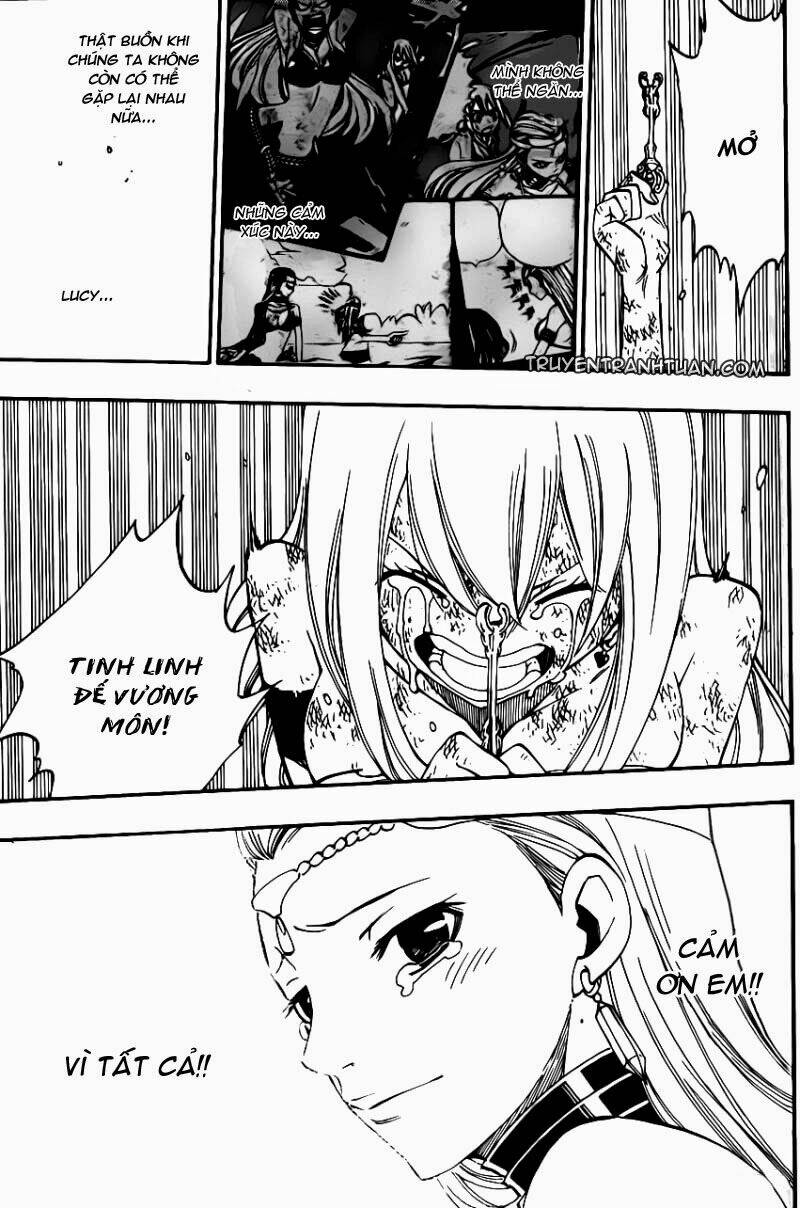 MỞ
MÌNH KHÔNG
THỂ NGĂN...
NHỮNG CẢM
XÚC NÀY...
THẬT BUỒN KHI
CHÚNG TA KHÔNG
CÒN CÓ THỂ
GẶP LẠI NHAU
NỮA...
LUCY...
TRUYENTRANHTUAN.COM
TINH LINH
ĐẾ VƯƠNG
MÔN!
CẢM
ƠN EM!!
VÌ TẤT CẢ!!